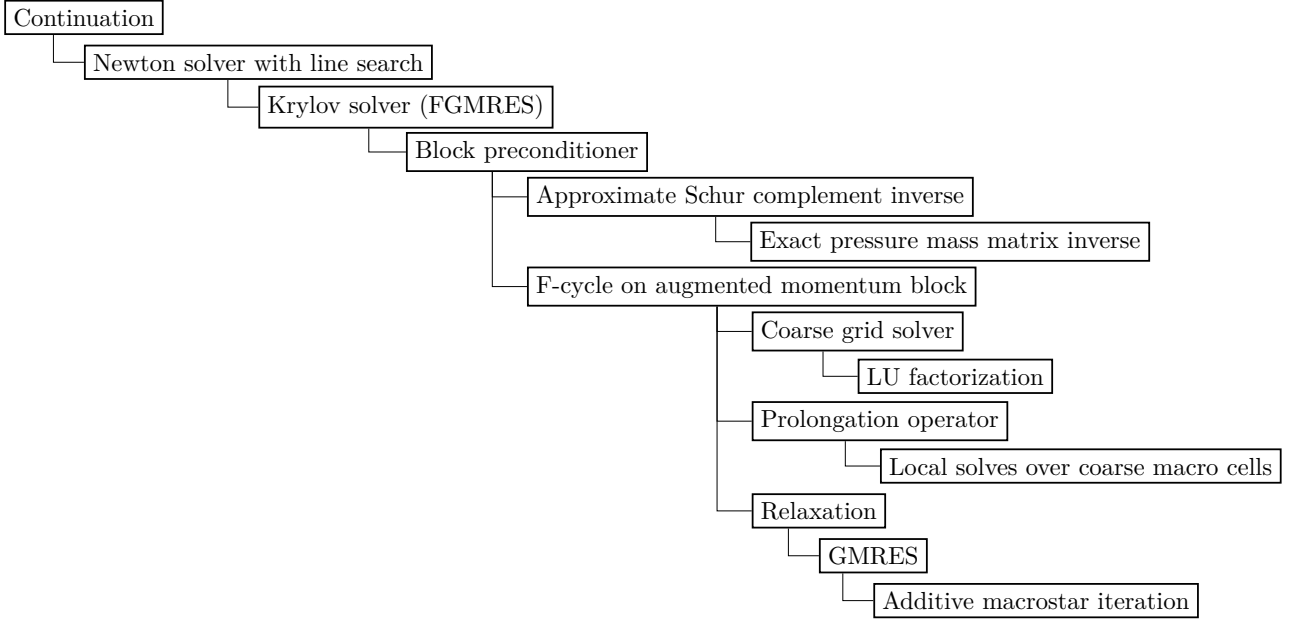 Continuation
Newton solver with line search
Krylov solver (FGMRES)
Block preconditioner
Approximate Schur complement inverse
Exact pressure mass matrix inverse
F-cycle on augmented momentum block
Coarse grid solver
LU factorization
Prolongation operator
Local solves over coarse macro cells
Relaxation
GMRES
Additive macrostar iteration